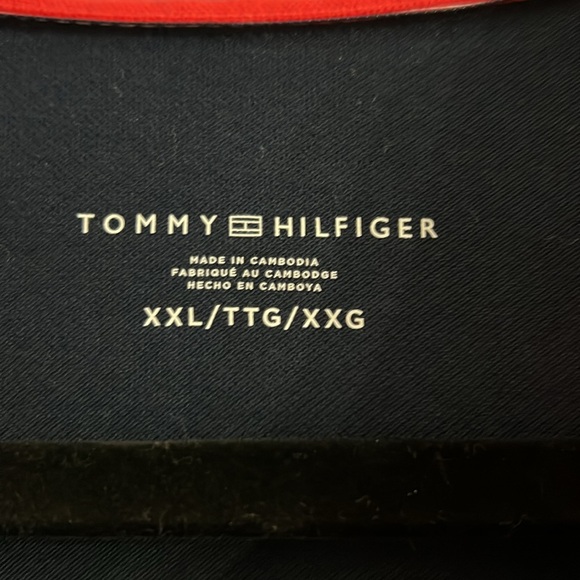 TOMMY HILFIGER
MADE IN CAMBODIA
FABRIQUÉ AU CAMBODGE
HECHO EN CAMBOYA
XXL/TTG/XXG